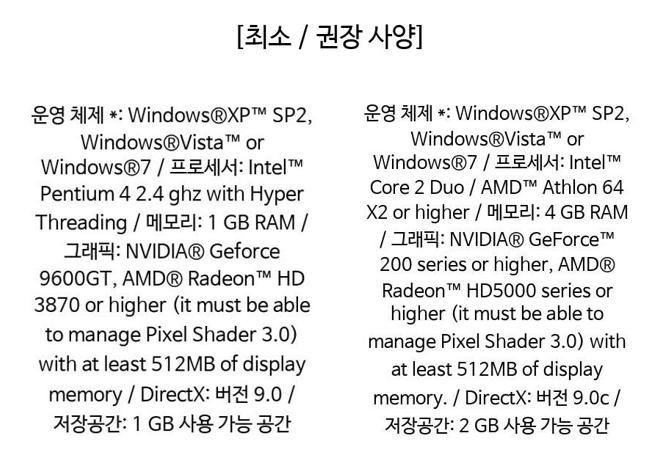 [최소 / 권장 사양]
운영 체제 *: Windows®XP™ SP2,
Windows®Vista™ or
Windows®7 / 프로세서: Intel™
Pentium 4 2.4 ghz with Hyper
Threading / 메모리: 1 GB RAM /
그래픽: NVIDIA® Geforce
9600GT, AMD® Radeon™ HD
3870 or higher (it must be able
to manage Pixel Shader 3.0)
with at least 512MB of display
memory / DirectX: 버전 9.0 /
저장공간: 1 GB 사용 가능 공간
운영 체제 *: Windows®XP™ SP2,
Windows®Vista™ or
Windows®7 / 프로세서: Intel™
Core 2 Duo / AMD™ Athlon 64
X2 or higher / 메모리: 4 GB RAM
/ 그래픽: NVIDIA® GeForce™
200 series or higher, AMD®
Radeon™ HD5000 series or
higher (it must be able to
manage Pixel Shader 3.0) with
at least 512MB of display
memory. / DirectX: 버전 9.0c /
저장공간: 2 GB 사용 가능 공간